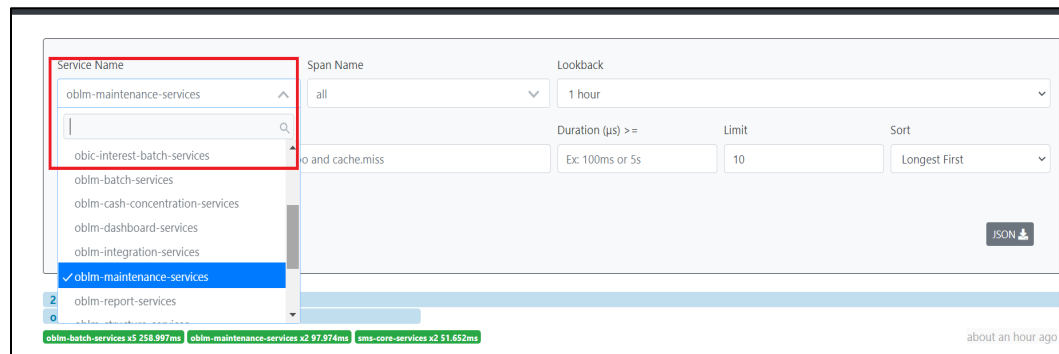 Service Name Span Name Lookback
oblm-maintenance-services all 1 hour
Duration (µs) >= Limit Sort
obic-interest-batch-services oo and cache.miss Ex: 100ms or 5s 10 Longest First
oblm-batch-services
oblm-cash-concentration-services
oblm-dashboard-services
oblm-integration-services JSON
oblm-maintenance-services
oblm-report-services
oblm-batch-services x5 258.997ms oblm-maintenance-services x2 97.974ms sms-core-services x2 51.652ms about an hour ago